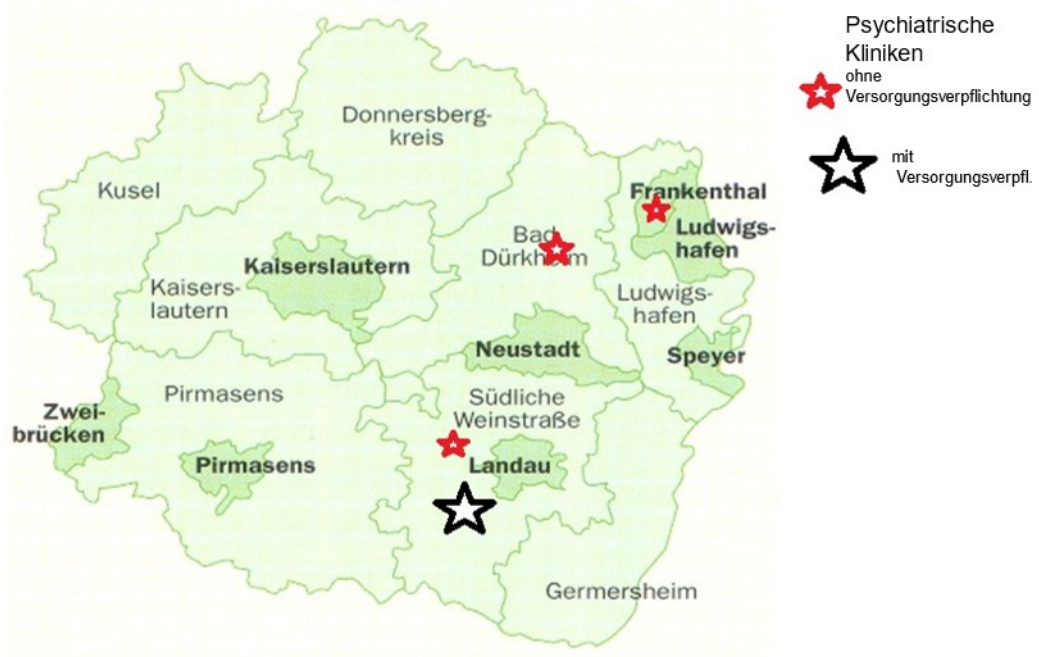 Psychiatrische
Kliniken
ohne
Versorgungsverpflichtung
mit
Versorgungsverpfl.
Donnersberg-
kreis
Kusel
Frankenthal
Ludwigs-
hafen
Bad
Dürkheim
Kaiserslautern
Kaisers-
lautern
Ludwigs-
hafen
Neustadt
Speyer
Pirmasens
Südliche
Weinstraße
Zwei-
brücken
Pirmasens
Landau
Germersheim